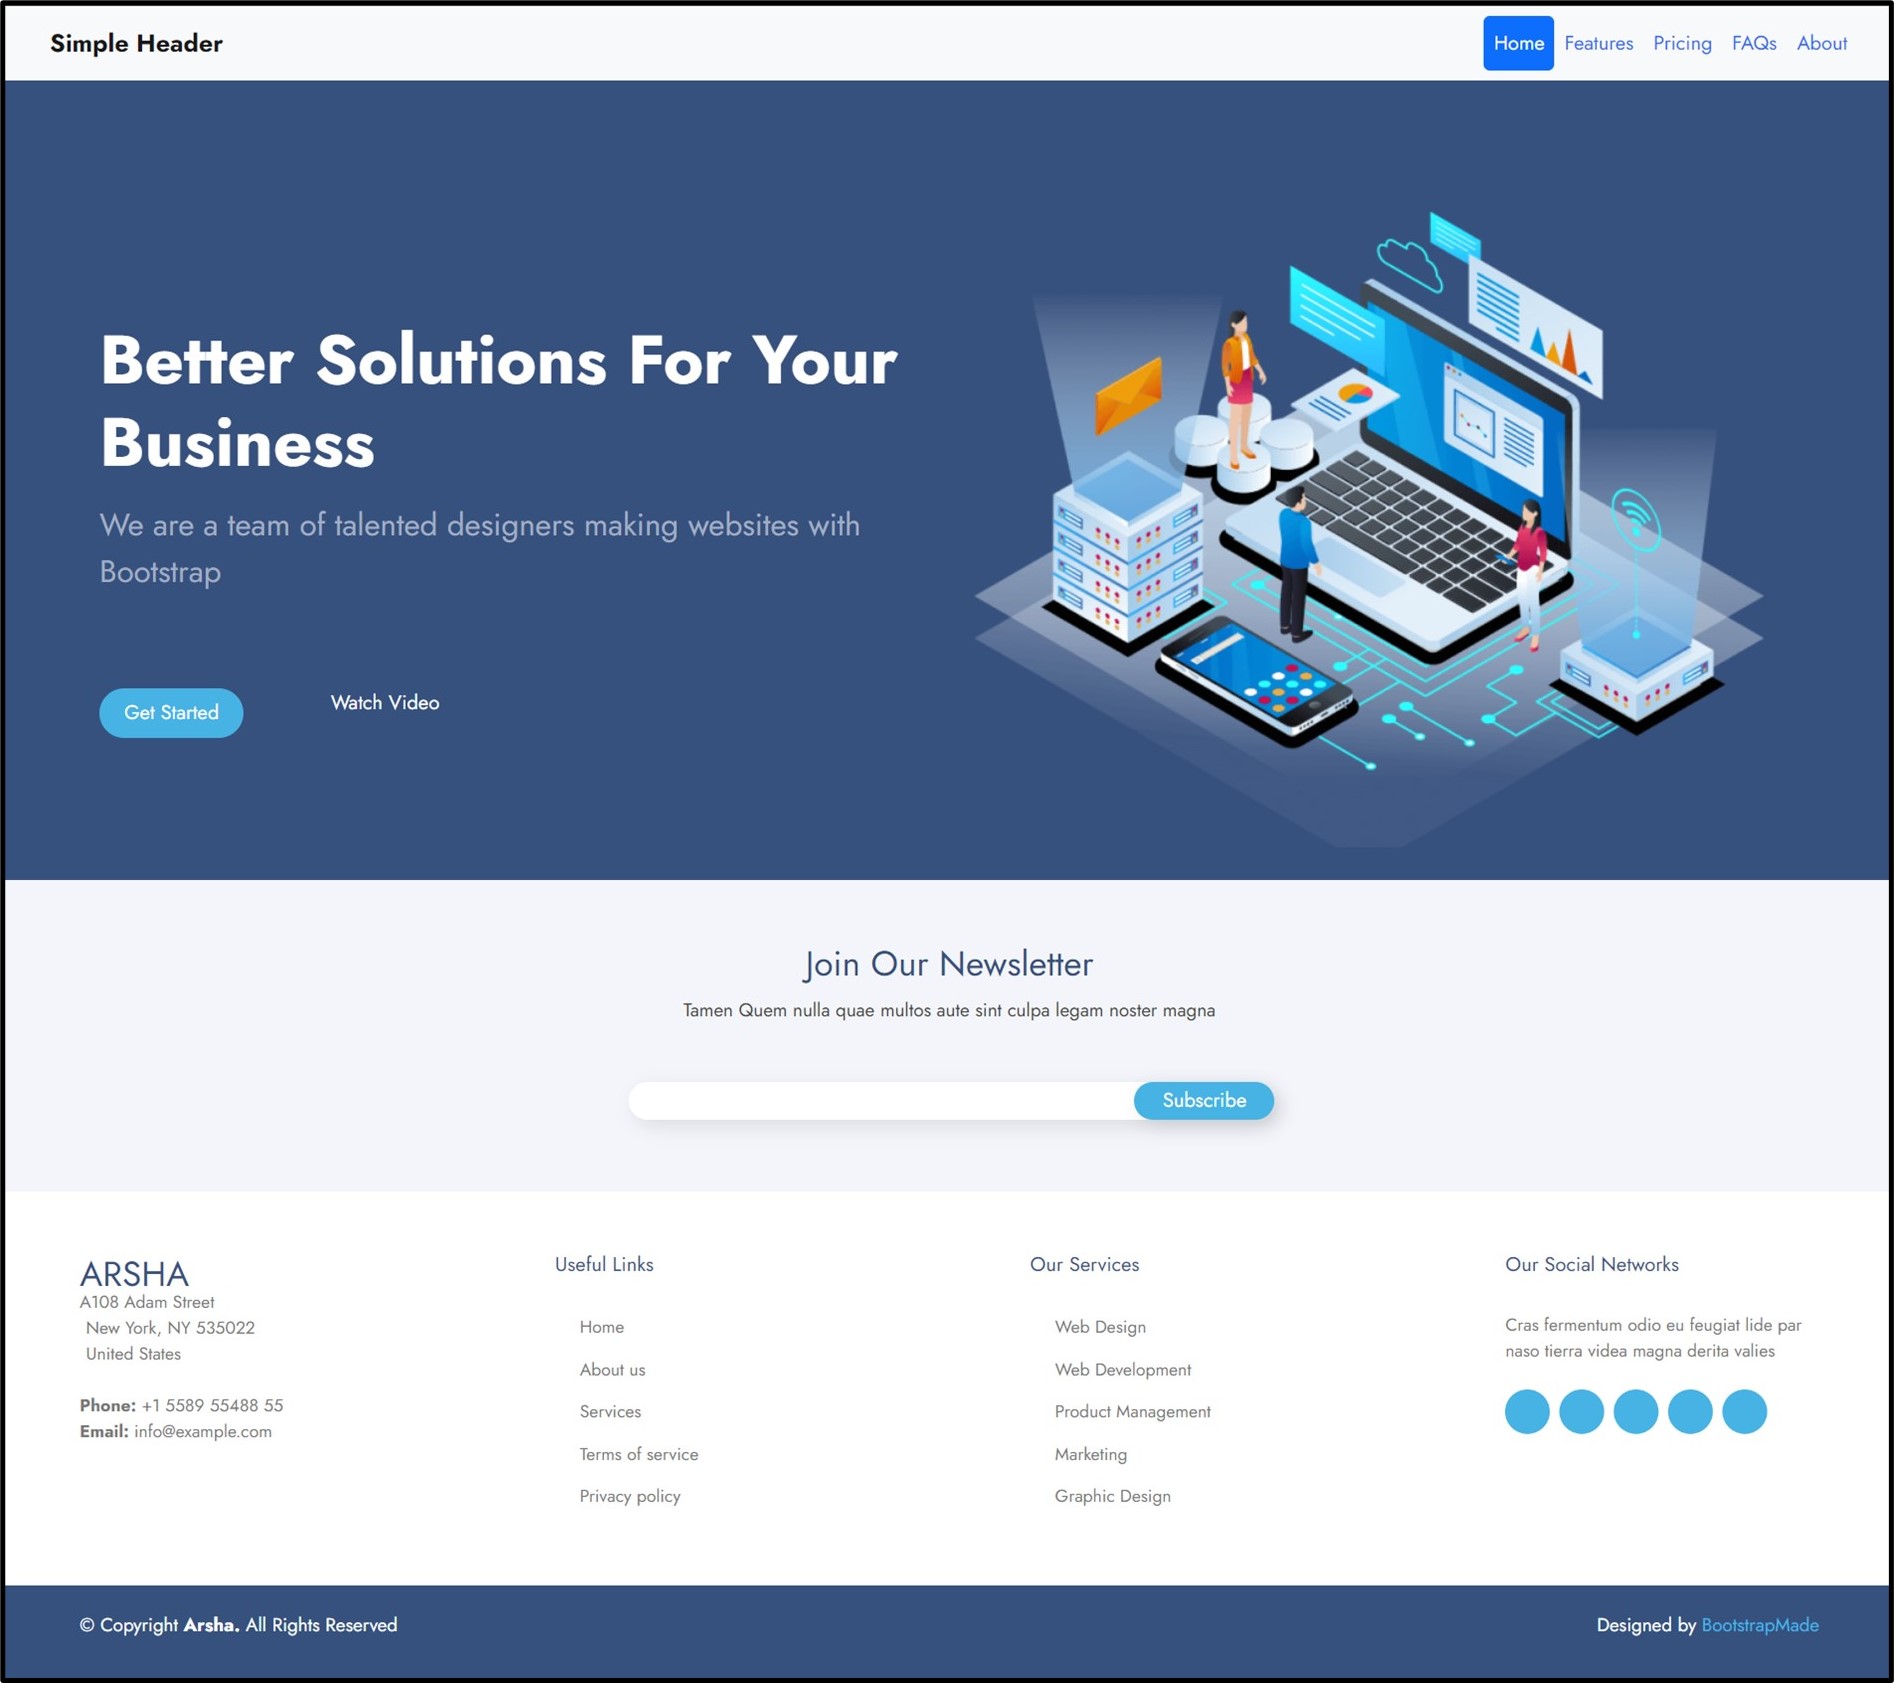 Simple Header
Home
Features
Pricing
FAQs
About
Better Solutions For Your
Business
We are a team of talented designers making websites with
Bootstrap
Get Started
Watch Video
Join Our Newsletter
Tamen Quem nulla quae multos aute sint culpa legam noster magna
Subscribe
ARSHA
A108 Adam Street
New York, NY 535022
United States
Phone: +1 5589 55488 55
Email: info@example.com
Useful Links
Home
About us
Services
Terms of service
Privacy policy
Our Services
Web Design
Web Development
Product Management
Marketing
Graphic Design
Our Social Networks
Cras fermentum odio eu feugiat lide par
naso tierra videa magna derita valies
© Copyright Arsha. All Rights Reserved
Designed by BootstrapMade